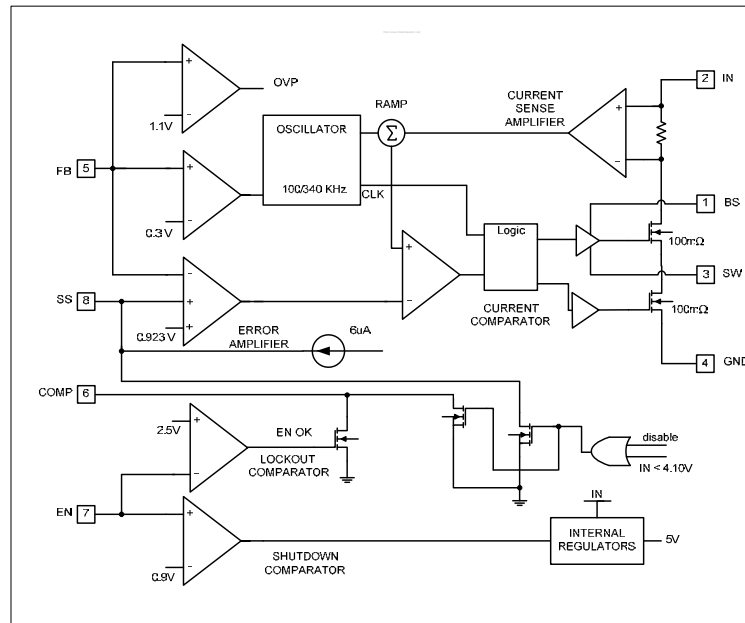 2 IN
CURRENT
SENSE
AMPLIFIER
+
-
OVP
+
-
1.1V
RAMP
Σ
OSCILLATOR
100/340 KHz
CLK
FB 5
+
-
0.3V
1 BS
Logic
100mΩ
+
-
3 SW
SS 8
-
+
+
0.923V
CURRENT
COMPARATOR
100mΩ
ERROR
AMPLIFIER
6uA
4 GND
COMP 6
2.5V
+
-
EN OK
LOCKOUT
COMPARATOR
disable
IN < 4.10V
EN 7
+
-
0.9V
SHUTDOWN
COMPARATOR
IN
INTERNAL
REGULATORS
5V